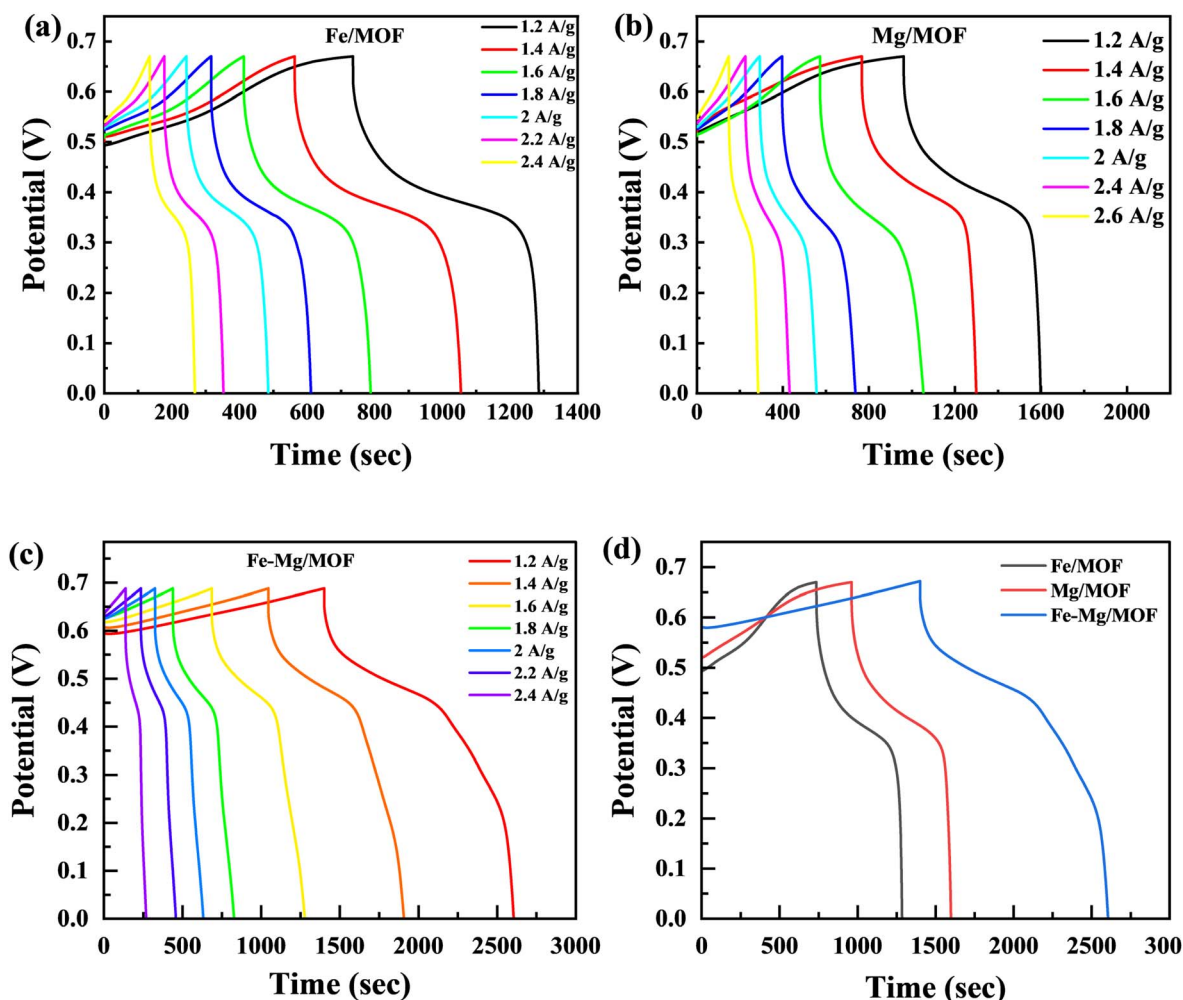 (a)
Fe/MOF
1.2 A/g
1.4 A/g
1.6 A/g
1.8 A/g
2 A/g
2.2 A/g
2.4 A/g
Potential (V)
0.7
0.6
0.5
0.4
0.3
0.2
0.1
0.0
0 200 400 600 800 1000 1200 1400
Time (sec)
(b)
Mg/MOF
1.2 A/g
1.4 A/g
1.6 A/g
1.8 A/g
2 A/g
2.4 A/g
2.6 A/g
Potential (V)
0.7
0.6
0.5
0.4
0.3
0.2
0.1
0.0
0 400 800 1200 1600 2000
Time (sec)
(c)
Fe-Mg/MOF
1.2 A/g
1.4 A/g
1.6 A/g
1.8 A/g
2 A/g
2.2 A/g
2.4 A/g
Potential (V)
0.7
0.6
0.5
0.4
0.3
0.2
0.1
0.0
0 500 1000 1500 2000 2500 3000
Time (sec)
(d)
Fe/MOF
Mg/MOF
Fe-Mg/MOF
Potential (V)
0.7
0.6
0.5
0.4
0.3
0.2
0.1
0.0
0 500 1000 1500 2000 2500 300
Time (sec)